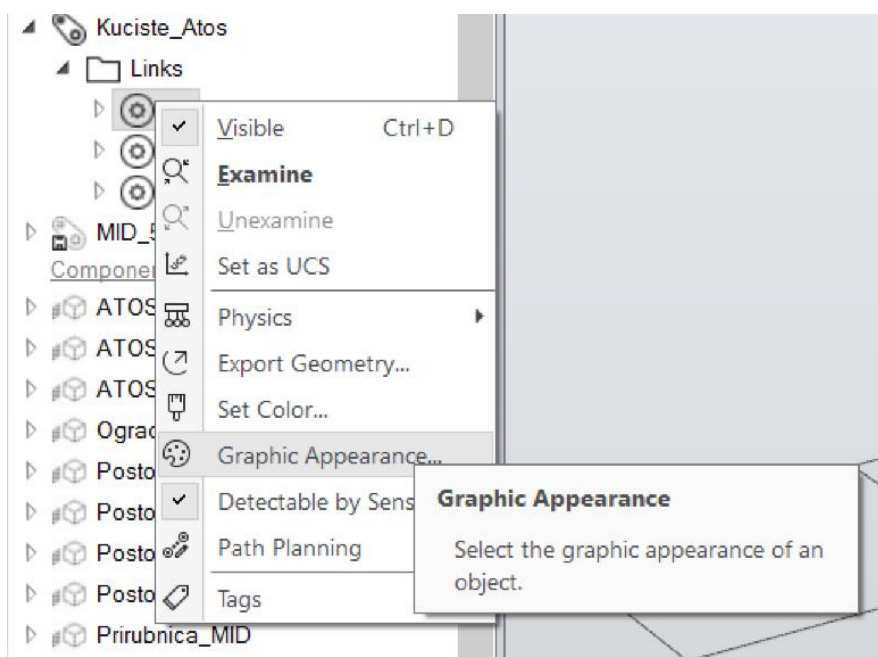 Kuciste_Atos
Links
Visible Ctrl+D
Examine
Unexamine
MID_
Set as UCS
Component
ATOS
Physics
ATOS
Export Geometry...
ATOS
Set Color...
Ograd
Graphic Appearance...
Posto
Detectable by Sens
Graphic Appearance
Posto
Path Planning
Select the graphic appearance of an
object.
Posto
Posto
Tags
Prirubnica_MID